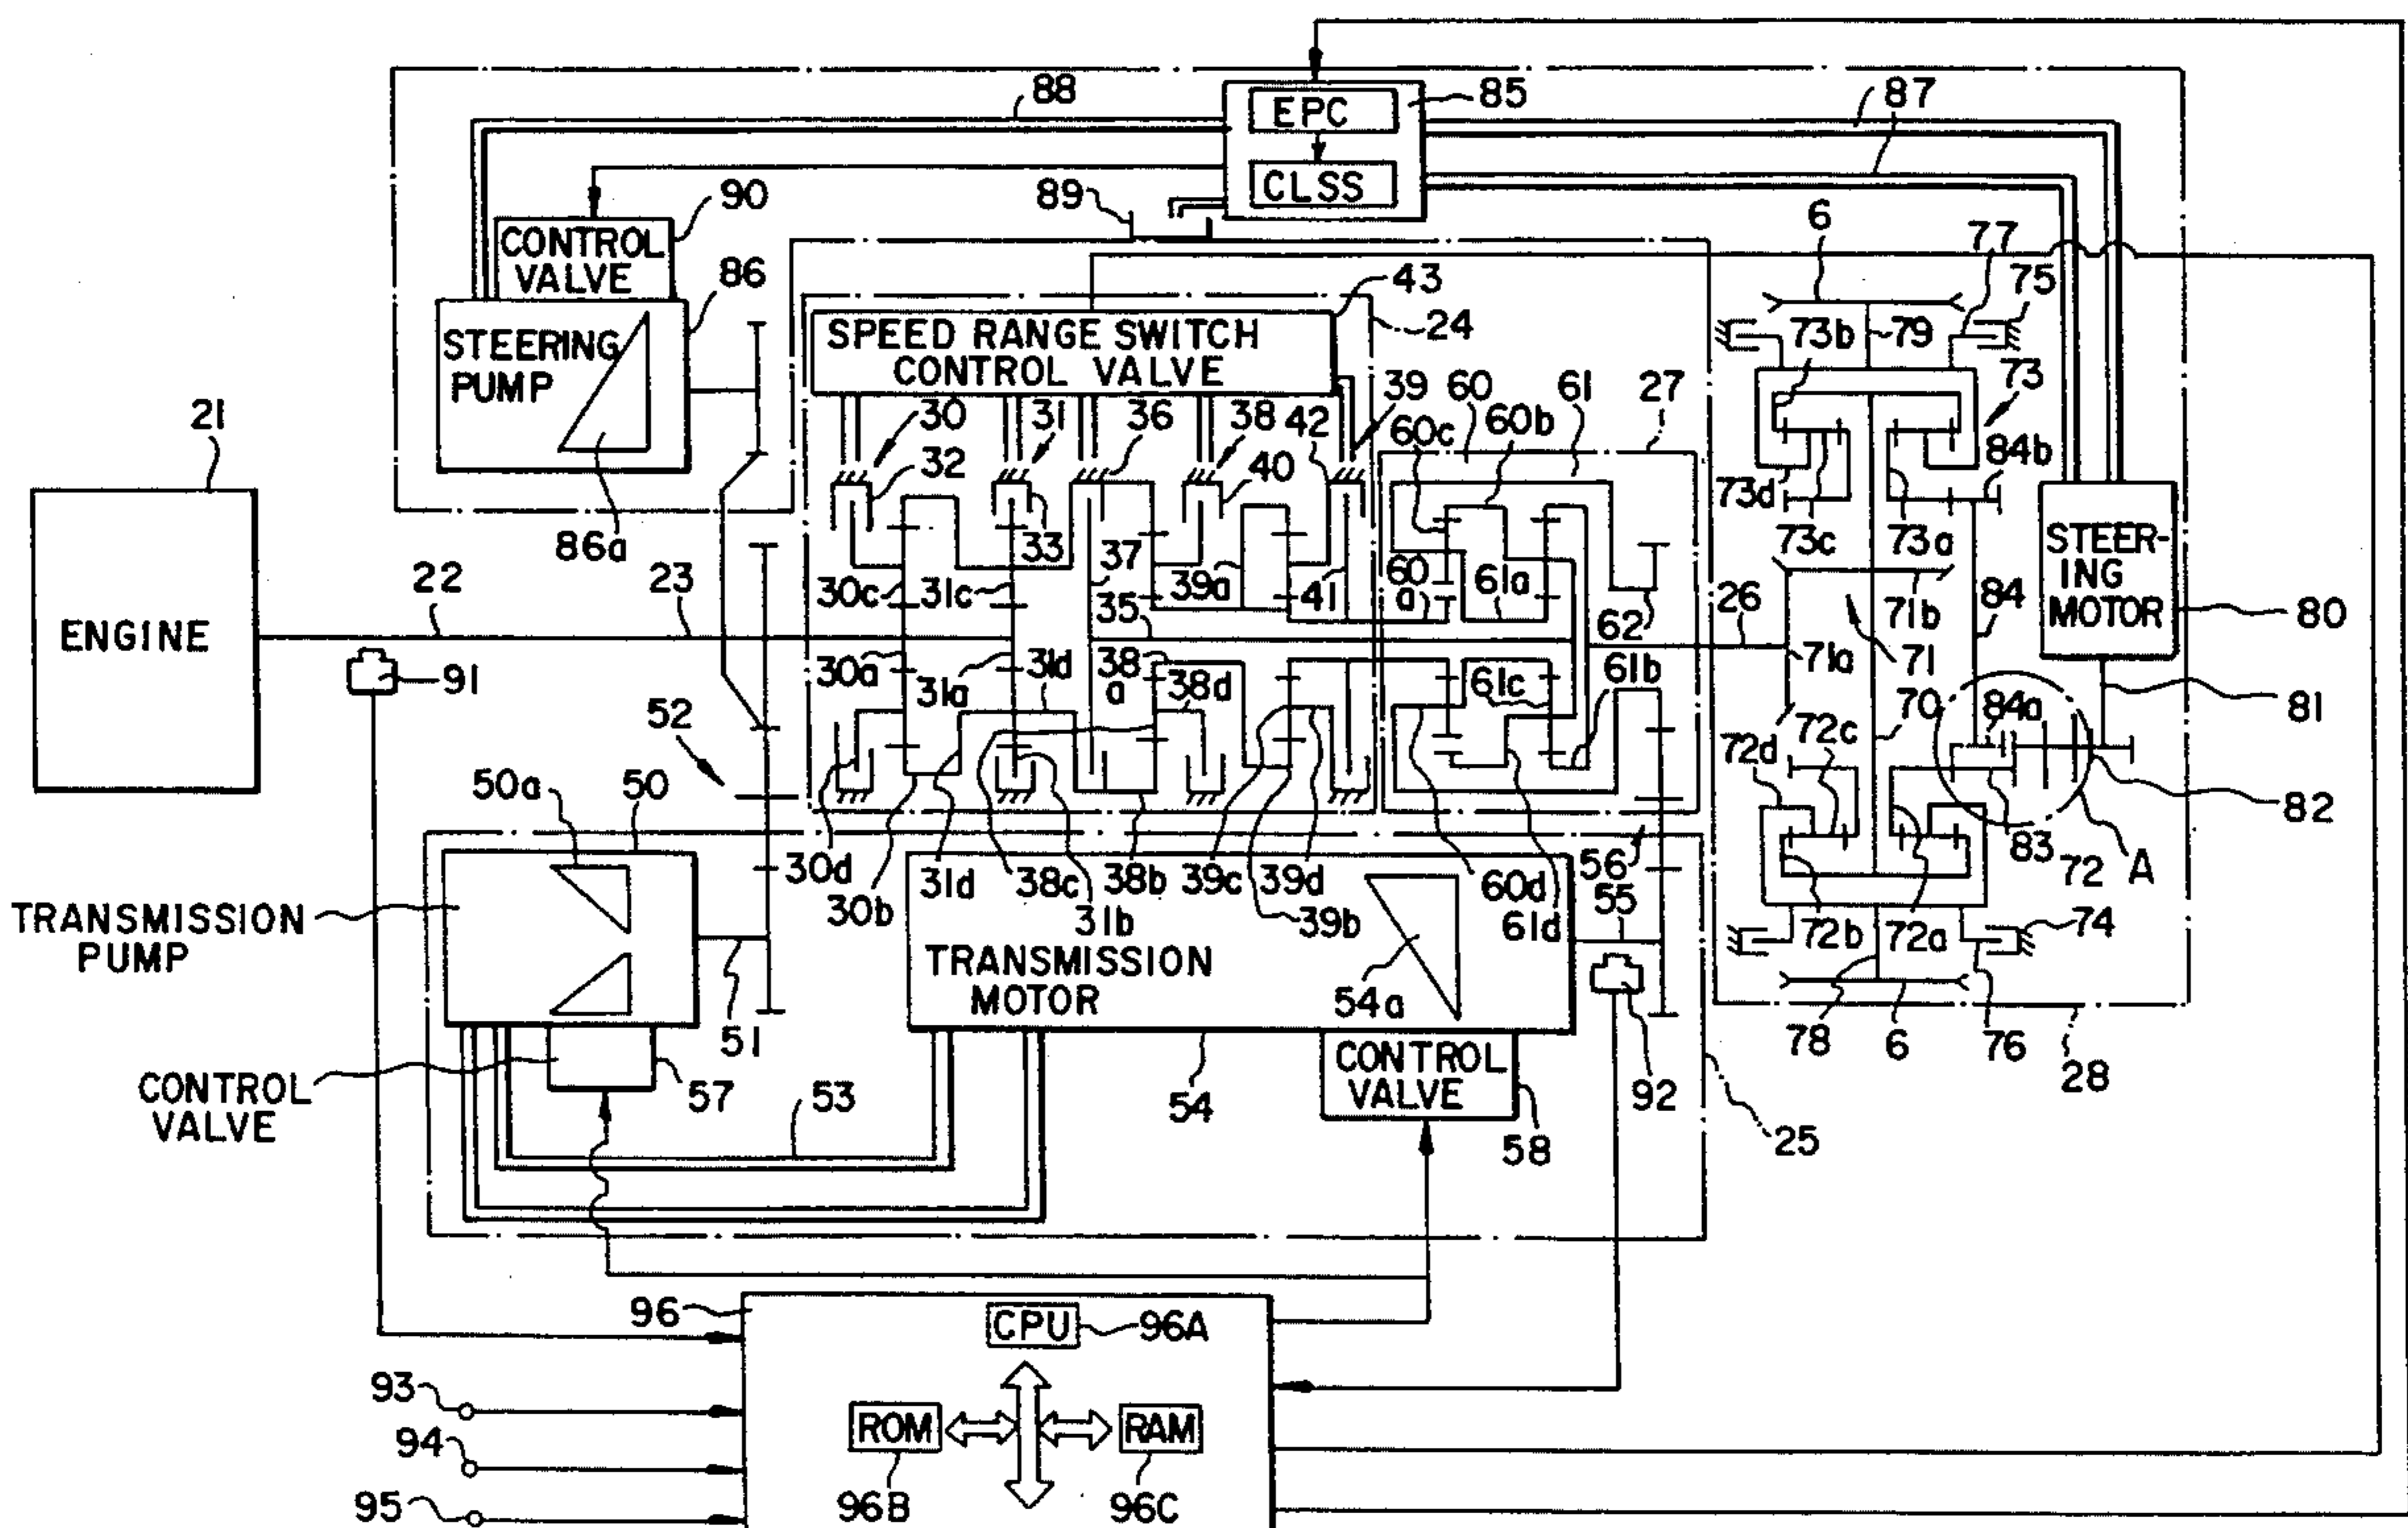 88
EPC
85
87
CLSS
89
90
CONTROL
VALVE
86
6
77
75
43
24
STEERING
PUMP
SPEED RANGE SWITCH
CONTROL VALVE
73b
79
73
21
86a
30
31
36
38
39
42
60
61
27
60c
60b
84b
32
33
40
73d
73c
73a
STEER-
ING
MOTOR
ENGINE
22
23
30c
31c
37
35
39a
41
60
a
61a
62
26
71b
84
80
91
30a
31a
31d
38
a
38d
61c
61b
71a
71
70
81
52
72d
72c
84a
82
50a
50
83
72
A
30d
30b
31d
38c
31b
38b
39c
39b
39d
60d
61d
56
55
TRANSMISSION
PUMP
TRANSMISSION
MOTOR
54a
72b
72a
74
51
78
6
76
28
CONTROL
VALVE
57
53
54
CONTROL
VALVE
58
92
25
96
CPU
96A
93
ROM
RAM
94
95
96B
96C